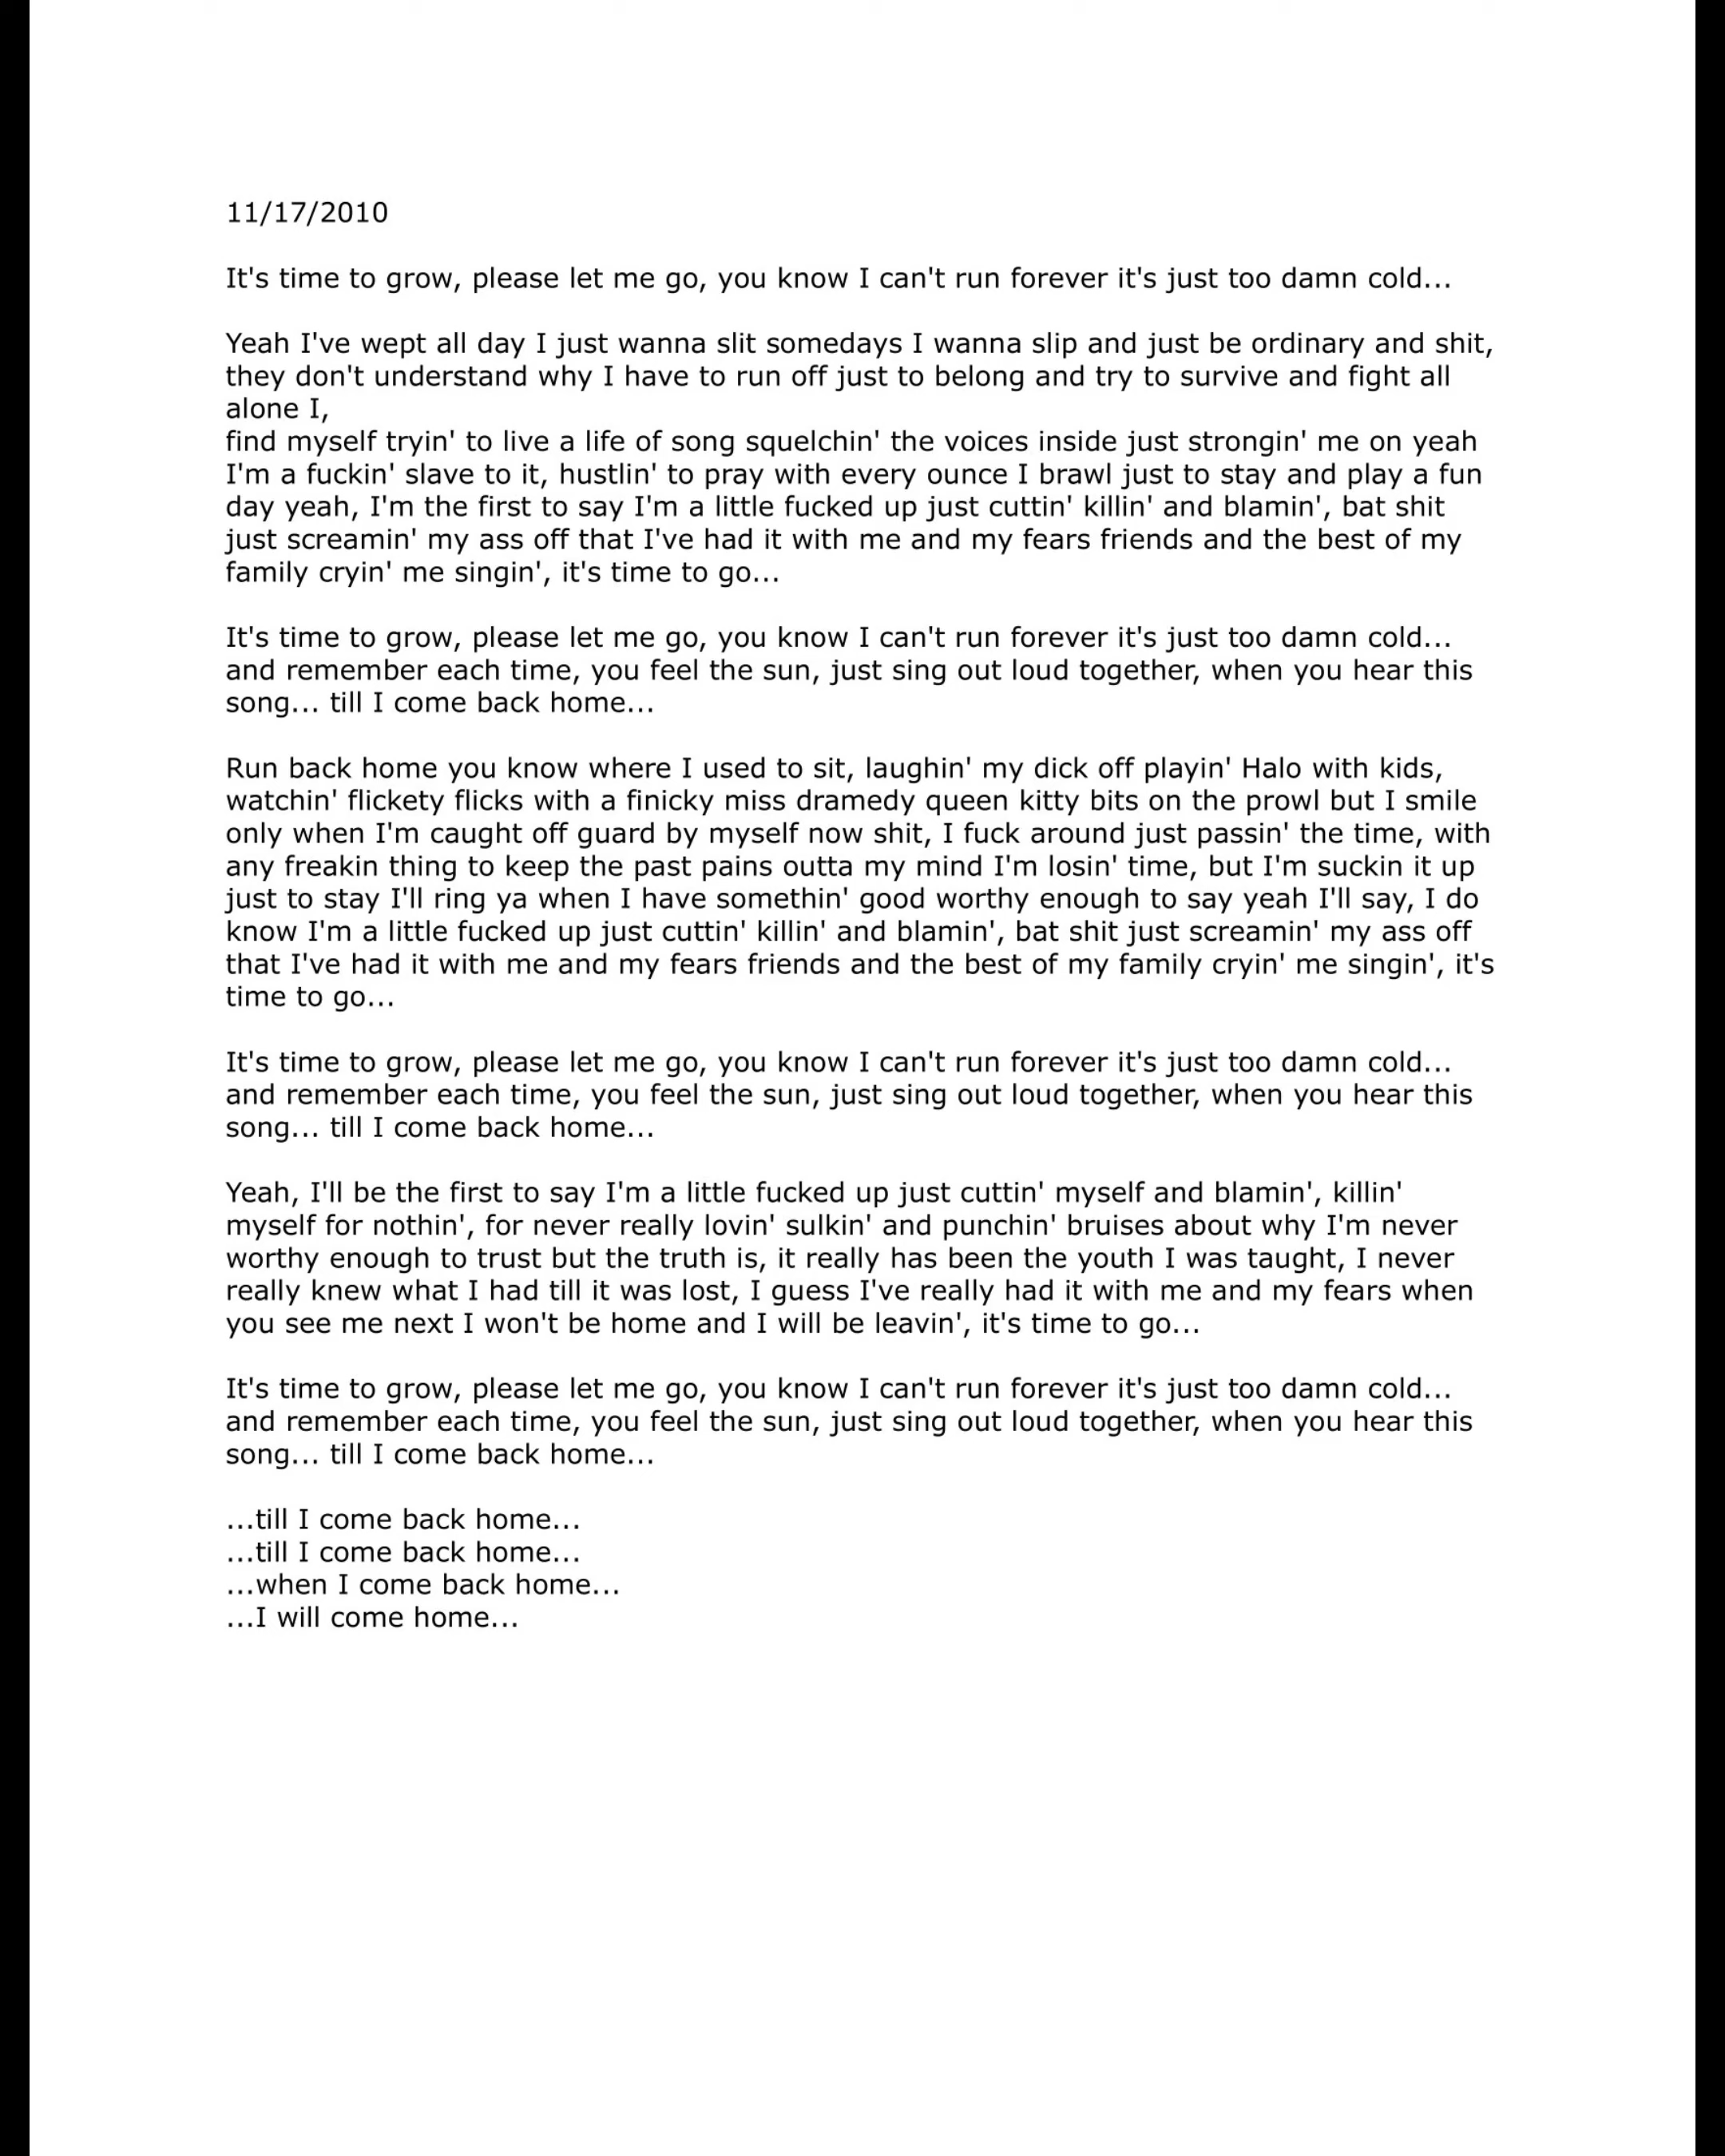 11/17/2010
It's time to grow, please let me go, you know I can't run forever it's just too damn cold...
Yeah I've wept all day I just wanna slit somedays I wanna slip and just be ordinary and shit,
they don't understand why I have to run off just to belong and try to survive and fight all
alone I,
find myself tryin' to live a life of song squelchin' the voices inside just strongin' me on yeah
I'm a fuckin' slave to it, hustlin' to pray with every ounce I brawl just to stay and play a fun
day yeah, I'm the first to say I'm a little fucked up just cuttin' killin' and blamin', bat shit
just screamin' my ass off that I've had it with me and my fears friends and the best of my
family cryin' me singin', it's time to go...
It's time to grow, please let me go, you know I can't run forever it's just too damn cold...
and remember each time, you feel the sun, just sing out loud together, when you hear this
song... till I come back home...
Run back home you know where I used to sit, laughin' my dick off playin' Halo with kids,
watchin' flickety flicks with a finicky miss dramedy queen kitty bits on the prowl but I smile
only when I'm caught off guard by myself now shit, I fuck around just passin' the time, with
any freakin thing to keep the past pains outta my mind I'm losin' time, but I'm suckin it up
just to stay I'll ring ya when I have somethin' good worthy enough to say yeah I'll say, I do
know I'm a little fucked up just cuttin' killin' and blamin', bat shit just screamin' my ass off
that I've had it with me and my fears friends and the best of my family cryin' me singin', it's
time to go...
It's time to grow, please let me go, you know I can't run forever it's just too damn cold...
and remember each time, you feel the sun, just sing out loud together, when you hear this
song... till I come back home...
Yeah, I'll be the first to say I'm a little fucked up just cuttin' myself and blamin', killin'
myself for nothin', for never really lovin' sulkin' and punchin' bruises about why I'm never
worthy enough to trust but the truth is, it really has been the youth I was taught, I never
really knew what I had till it was lost, I guess I've really had it with me and my fears when
you see me next I won't be home and I will be leavin', it's time to go...
It's time to grow, please let me go, you know I can't run forever it's just too damn cold...
and remember each time, you feel the sun, just sing out loud together, when you hear this
song... till I come back home...
...till I come back home...
...till I come back home...
...when I come back home...
...I will come home...